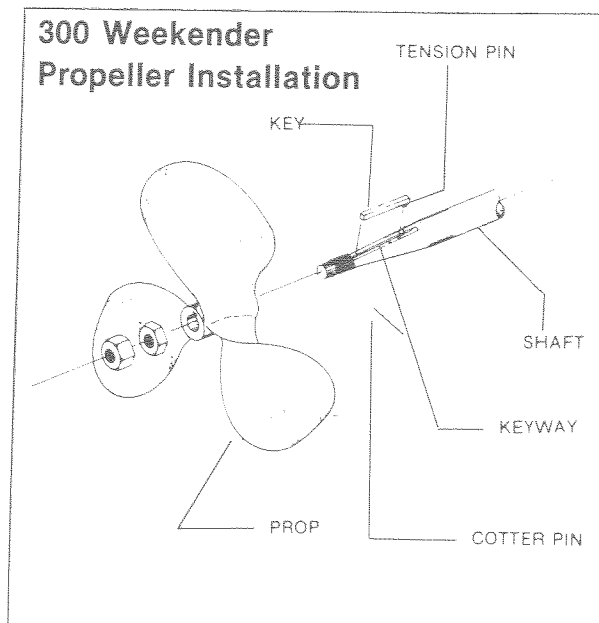 300 Weekender
Propeller Installation
TENSION PIN
KEY
SHAFT
KEYWAY
PROP
COTTER PIN